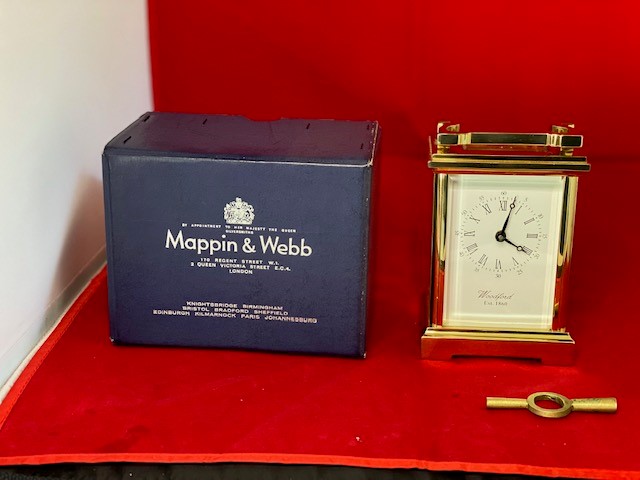 BY APPOINTMENT TO HER MAJESTY THE QUEEN
SILVERSMITHS
Mappin & Webb
170 REGENT STREET W.1.
2 QUEEN VICTORIA STREET E.C.4.
LONDON
KNIGHTSBRIDGE BIRMINGHAM
BRISTOL BRADFORD SHEFFIELD
EDINBURGH KILMARNOCK PARIS JOHANNESBURG
Woodford
Est. 1860